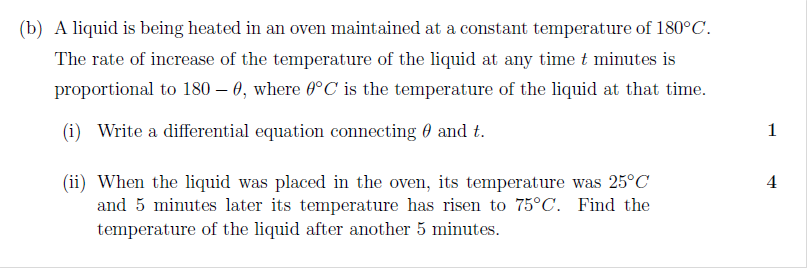 (b) A liquid is being heated in an oven maintained at a constant temperature of 180°C.
The rate of increase of the temperature of the liquid at any time t minutes is
proportional to 180 − θ, where θ°C is the temperature of the liquid at that time.
(i) Write a differential equation connecting θ and t. 1
(ii) When the liquid was placed in the oven, its temperature was 25°C 4
and 5 minutes later its temperature has risen to 75°C. Find the
temperature of the liquid after another 5 minutes.